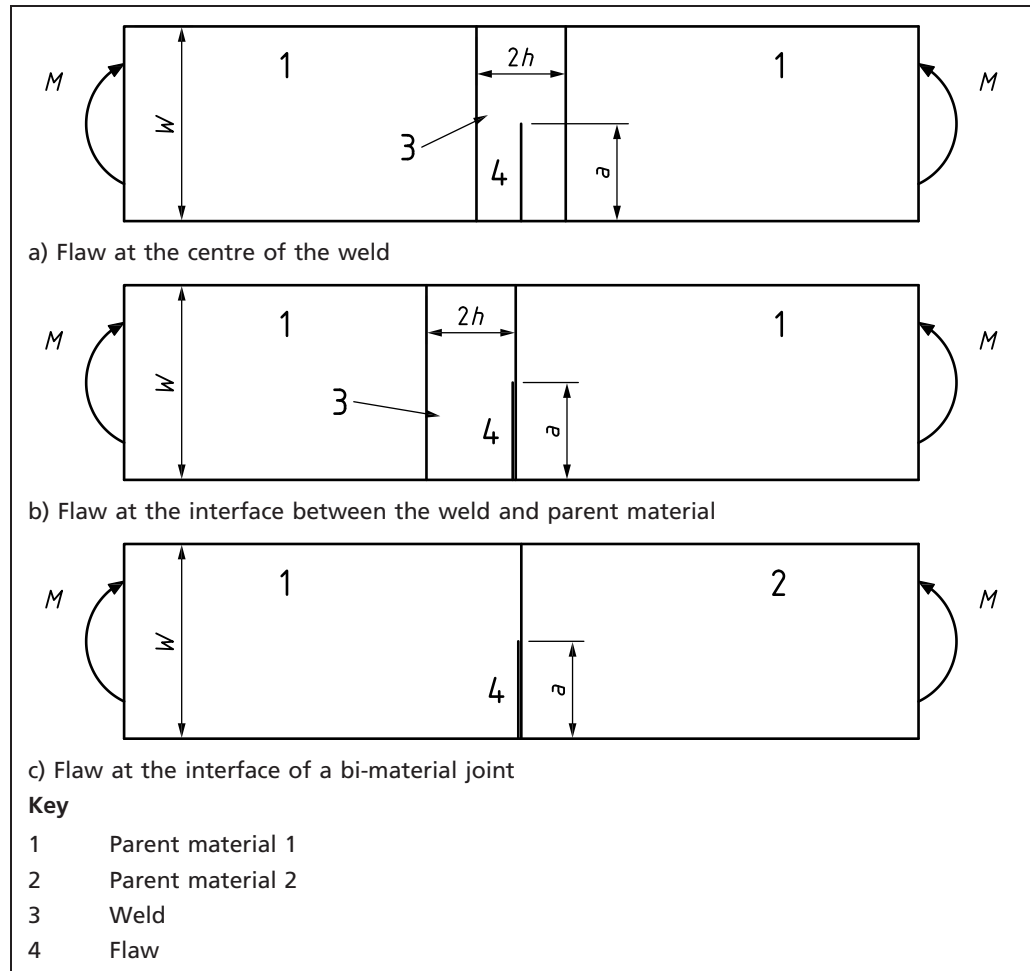 M
W
1
2h
1
M
3
4
a
a) Flaw at the centre of the weld
M
W
1
2h
1
M
3
4
a
b) Flaw at the interface between the weld and parent material
M
W
1
2
M
4
a
c) Flaw at the interface of a bi-material joint
Key
1 Parent material 1
2 Parent material 2
3 Weld
4 Flaw